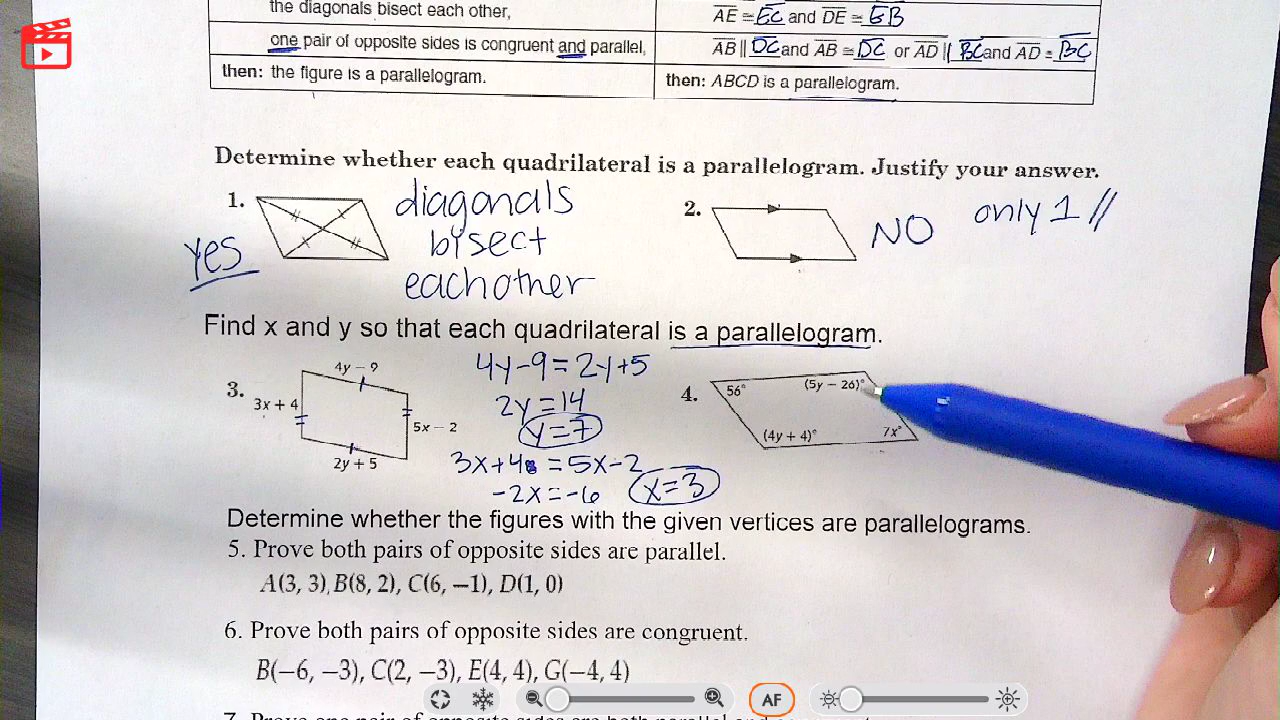 the diagonals bisect each other,
AE ≅ EC and DE ≅ EB
one pair of opposite sides is congruent and parallel,
AB || DC and AB ≅ DC or AD || BC and AD ≅ BC
then: the figure is a parallelogram.
then: ABCD is a parallelogram.
Determine whether each quadrilateral is a parallelogram. Justify your answer.
1.
yes
diagonals
bisect
each other
2.
NO
only 1 //
Find x and y so that each quadrilateral is a parallelogram.
3.
4y – 9
3x + 4
5x – 2
2y + 5
4y-9=2y+5
2y=14
y=7
3x+4 = 5x-2
-2x=-6
x=3
4.
56°
(5y – 26)°
(4y + 4)°
7x°
Determine whether the figures with the given vertices are parallelograms.
5. Prove both pairs of opposite sides are parallel.
A(3, 3), B(8, 2), C(6, –1), D(1, 0)
6. Prove both pairs of opposite sides are congruent.
B(–6, –3), C(2, –3), E(4, 4), G(–4, 4)
AF